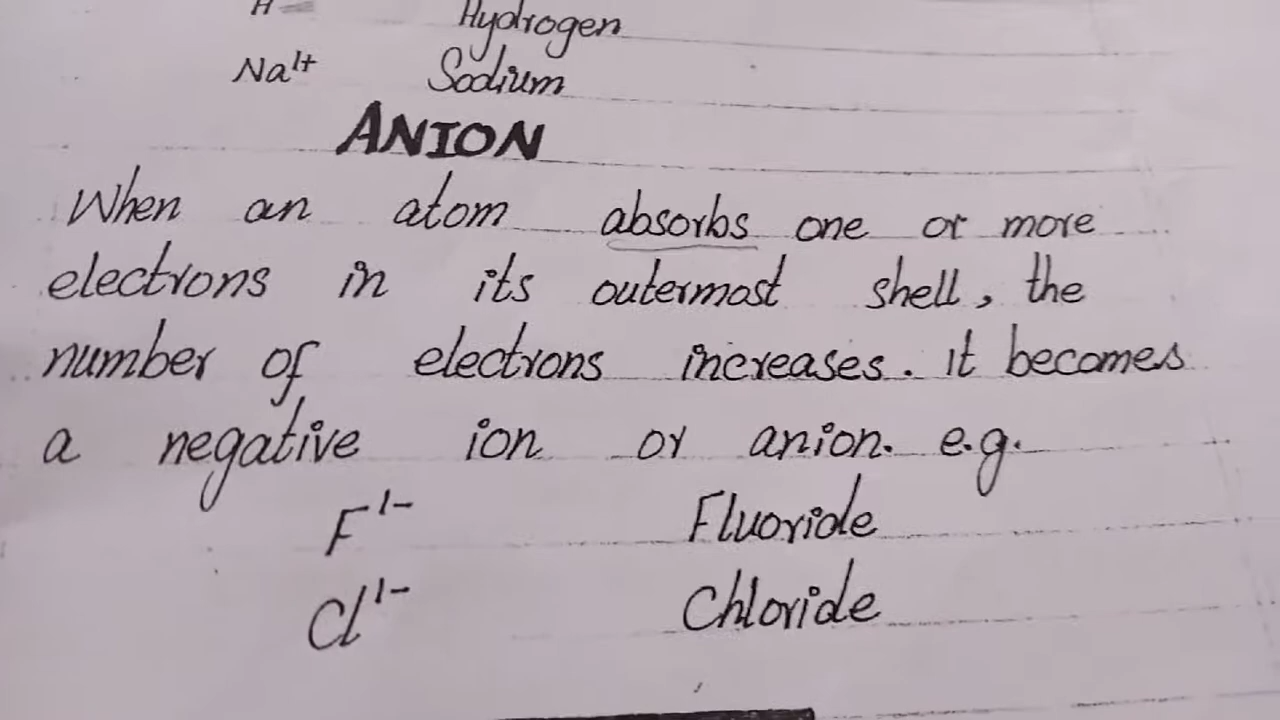 H Hydrogen
Na¹⁺ Sodium
ANION
When an atom absorbs one or more
electrons in its outermost shell, the
number of electrons increases. it becomes
a negative ion or anion. e.g.
F¹⁻ Fluoride
Cl¹⁻ Chloride